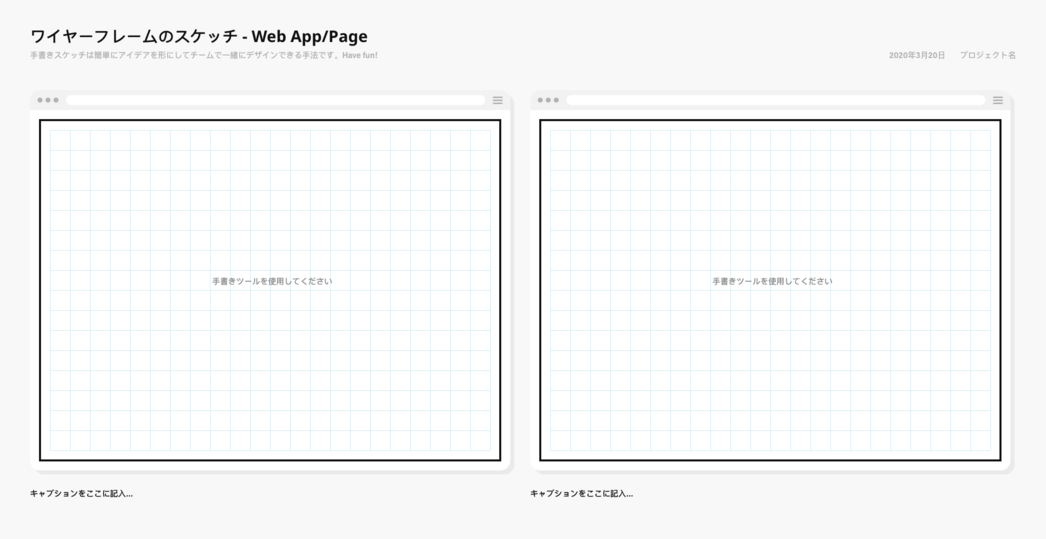 ワイヤーフレームのスケッチ - Web App/Page
手書きスケッチは簡単にアイデアを形にしてチームで一緒にデザインできる手法です。Have fun!
2020年3月20日 プロジェクト名
手書きツールを使用してください
手書きツールを使用してください
キャプションをここに記入...
キャプションをここに記入...